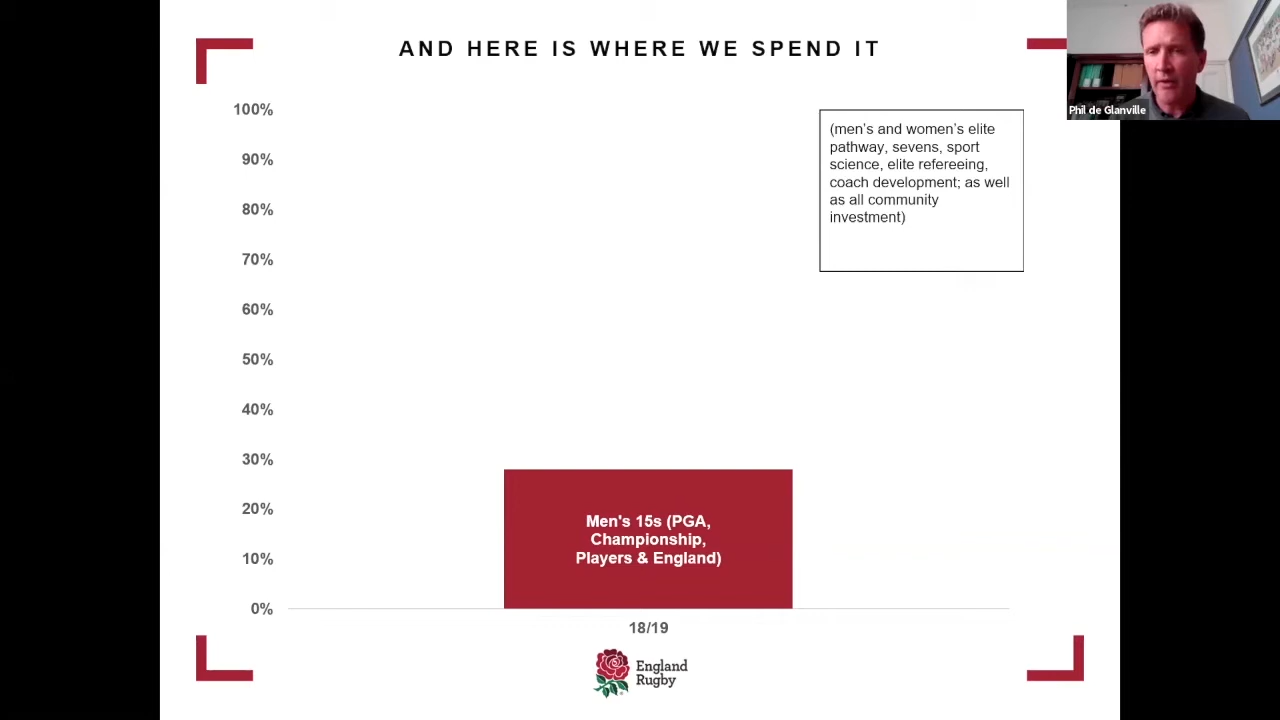 AND HERE IS WHERE WE SPEND IT
Phil de Glanville
100%
90%
80%
70%
60%
50%
40%
30%
20%
10%
0%
(men's and women's elite
pathway, sevens, sport
science, elite refereeing,
coach development; as well
as all community
investment)
Men's 15s (PGA,
Championship,
Players & England)
18/19
England
Rugby